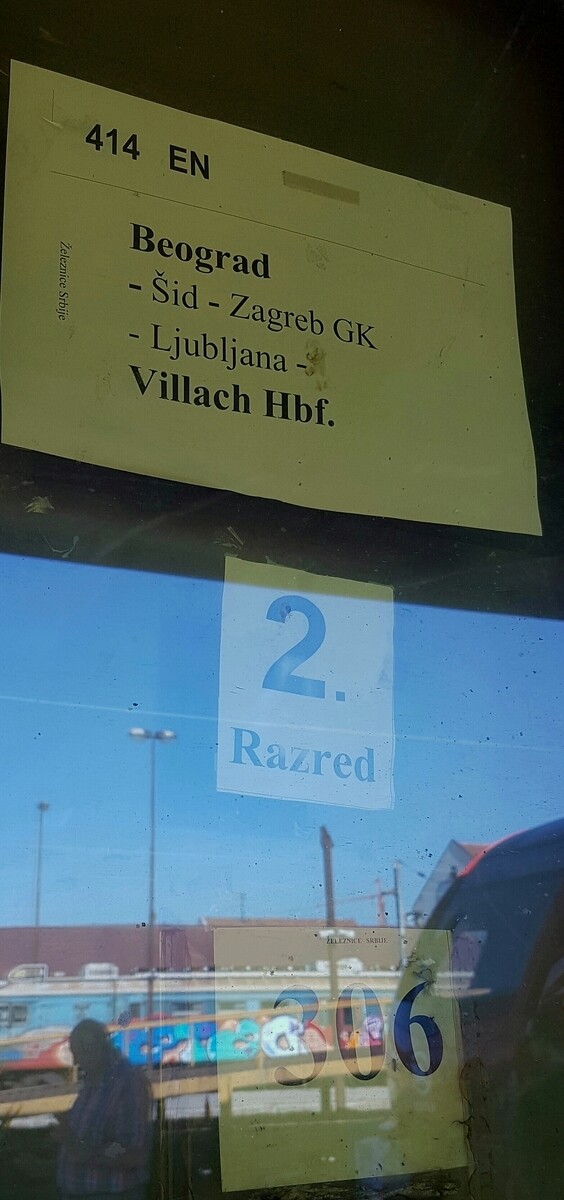 414 EN
Železnice Srbije
Beograd
- Šid - Zagreb GK
- Ljubljana -
Villach Hbf.
2.
Razred
ŽELEZNICE SRBIJE
306